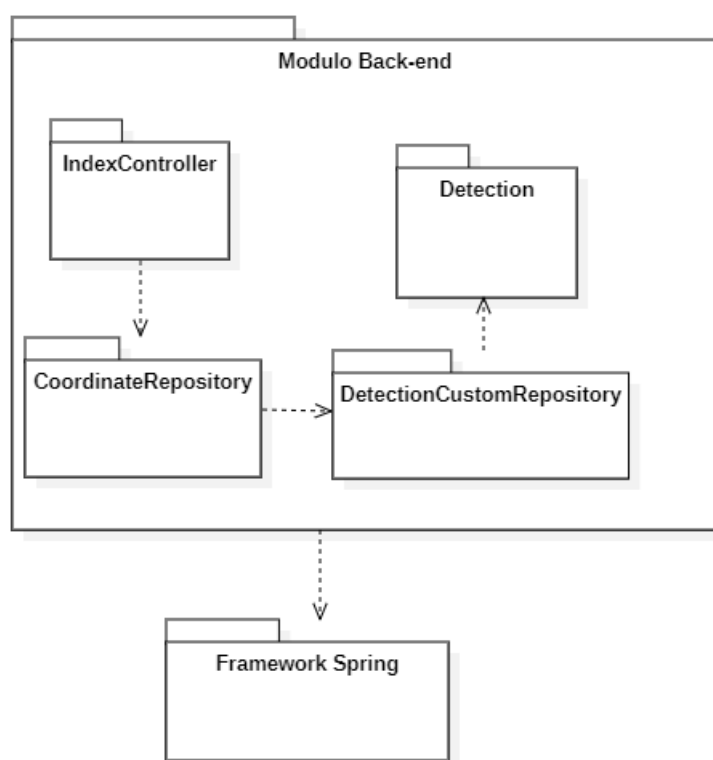 Modulo Back-end
IndexController
Detection
CoordinateRepository
DetectionCustomRepository
Framework Spring